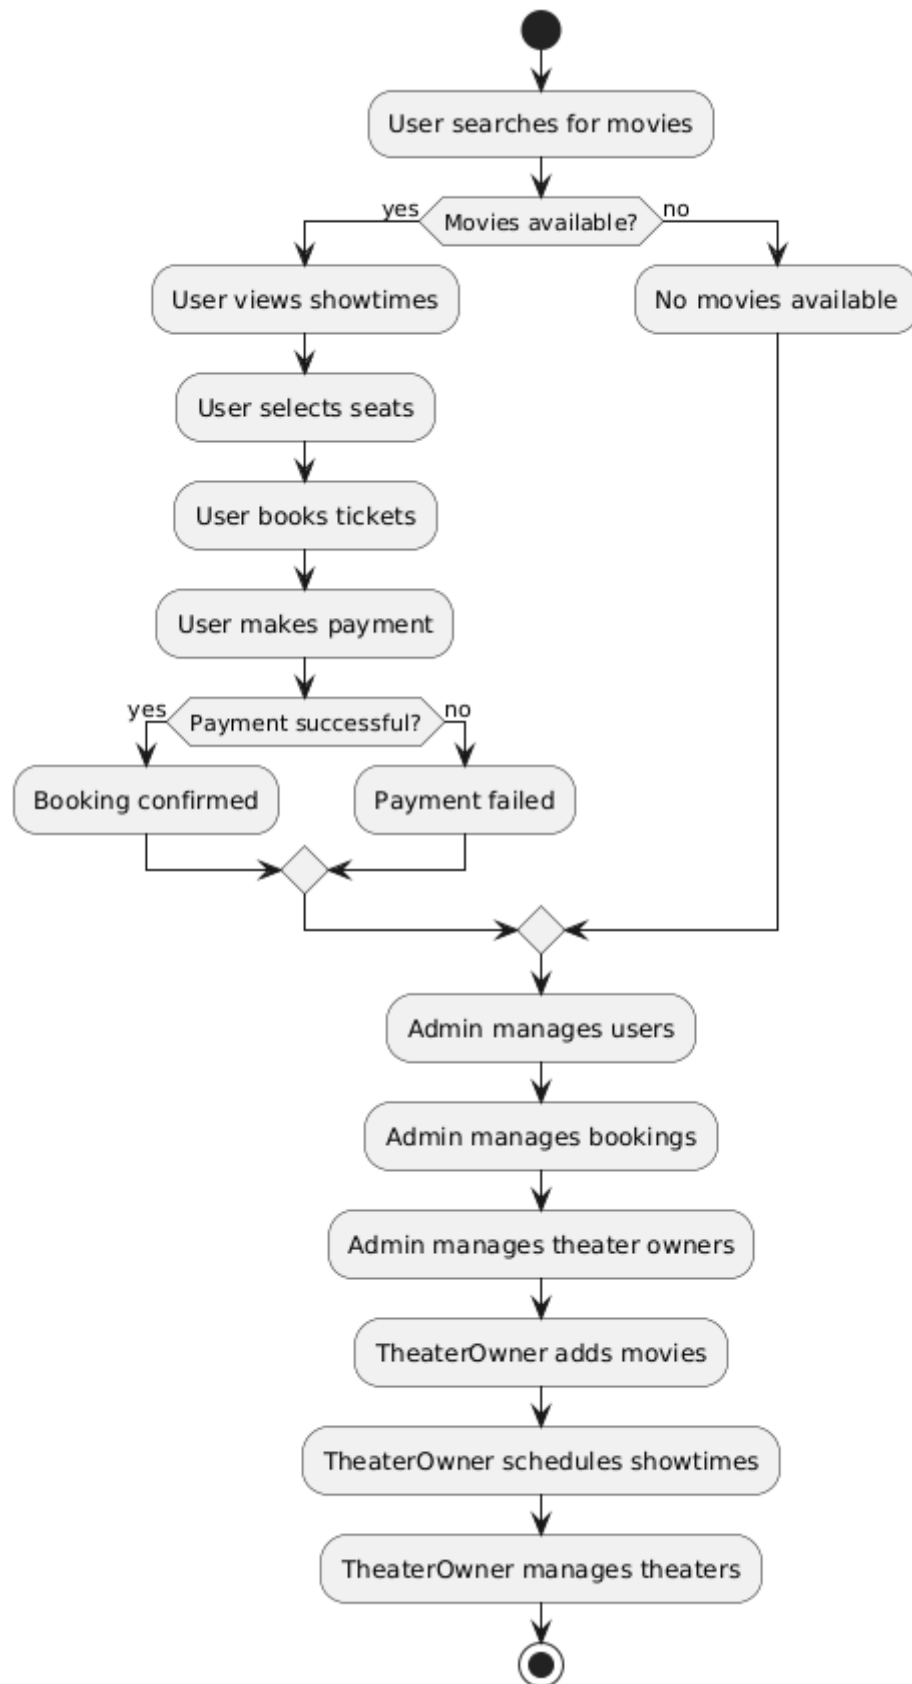 User searches for movies
yes
Movies available?
no
User views showtimes
No movies available
User selects seats
User books tickets
User makes payment
yes
Payment successful?
no
Booking confirmed
Payment failed
Admin manages users
Admin manages bookings
Admin manages theater owners
TheaterOwner adds movies
TheaterOwner schedules showtimes
TheaterOwner manages theaters